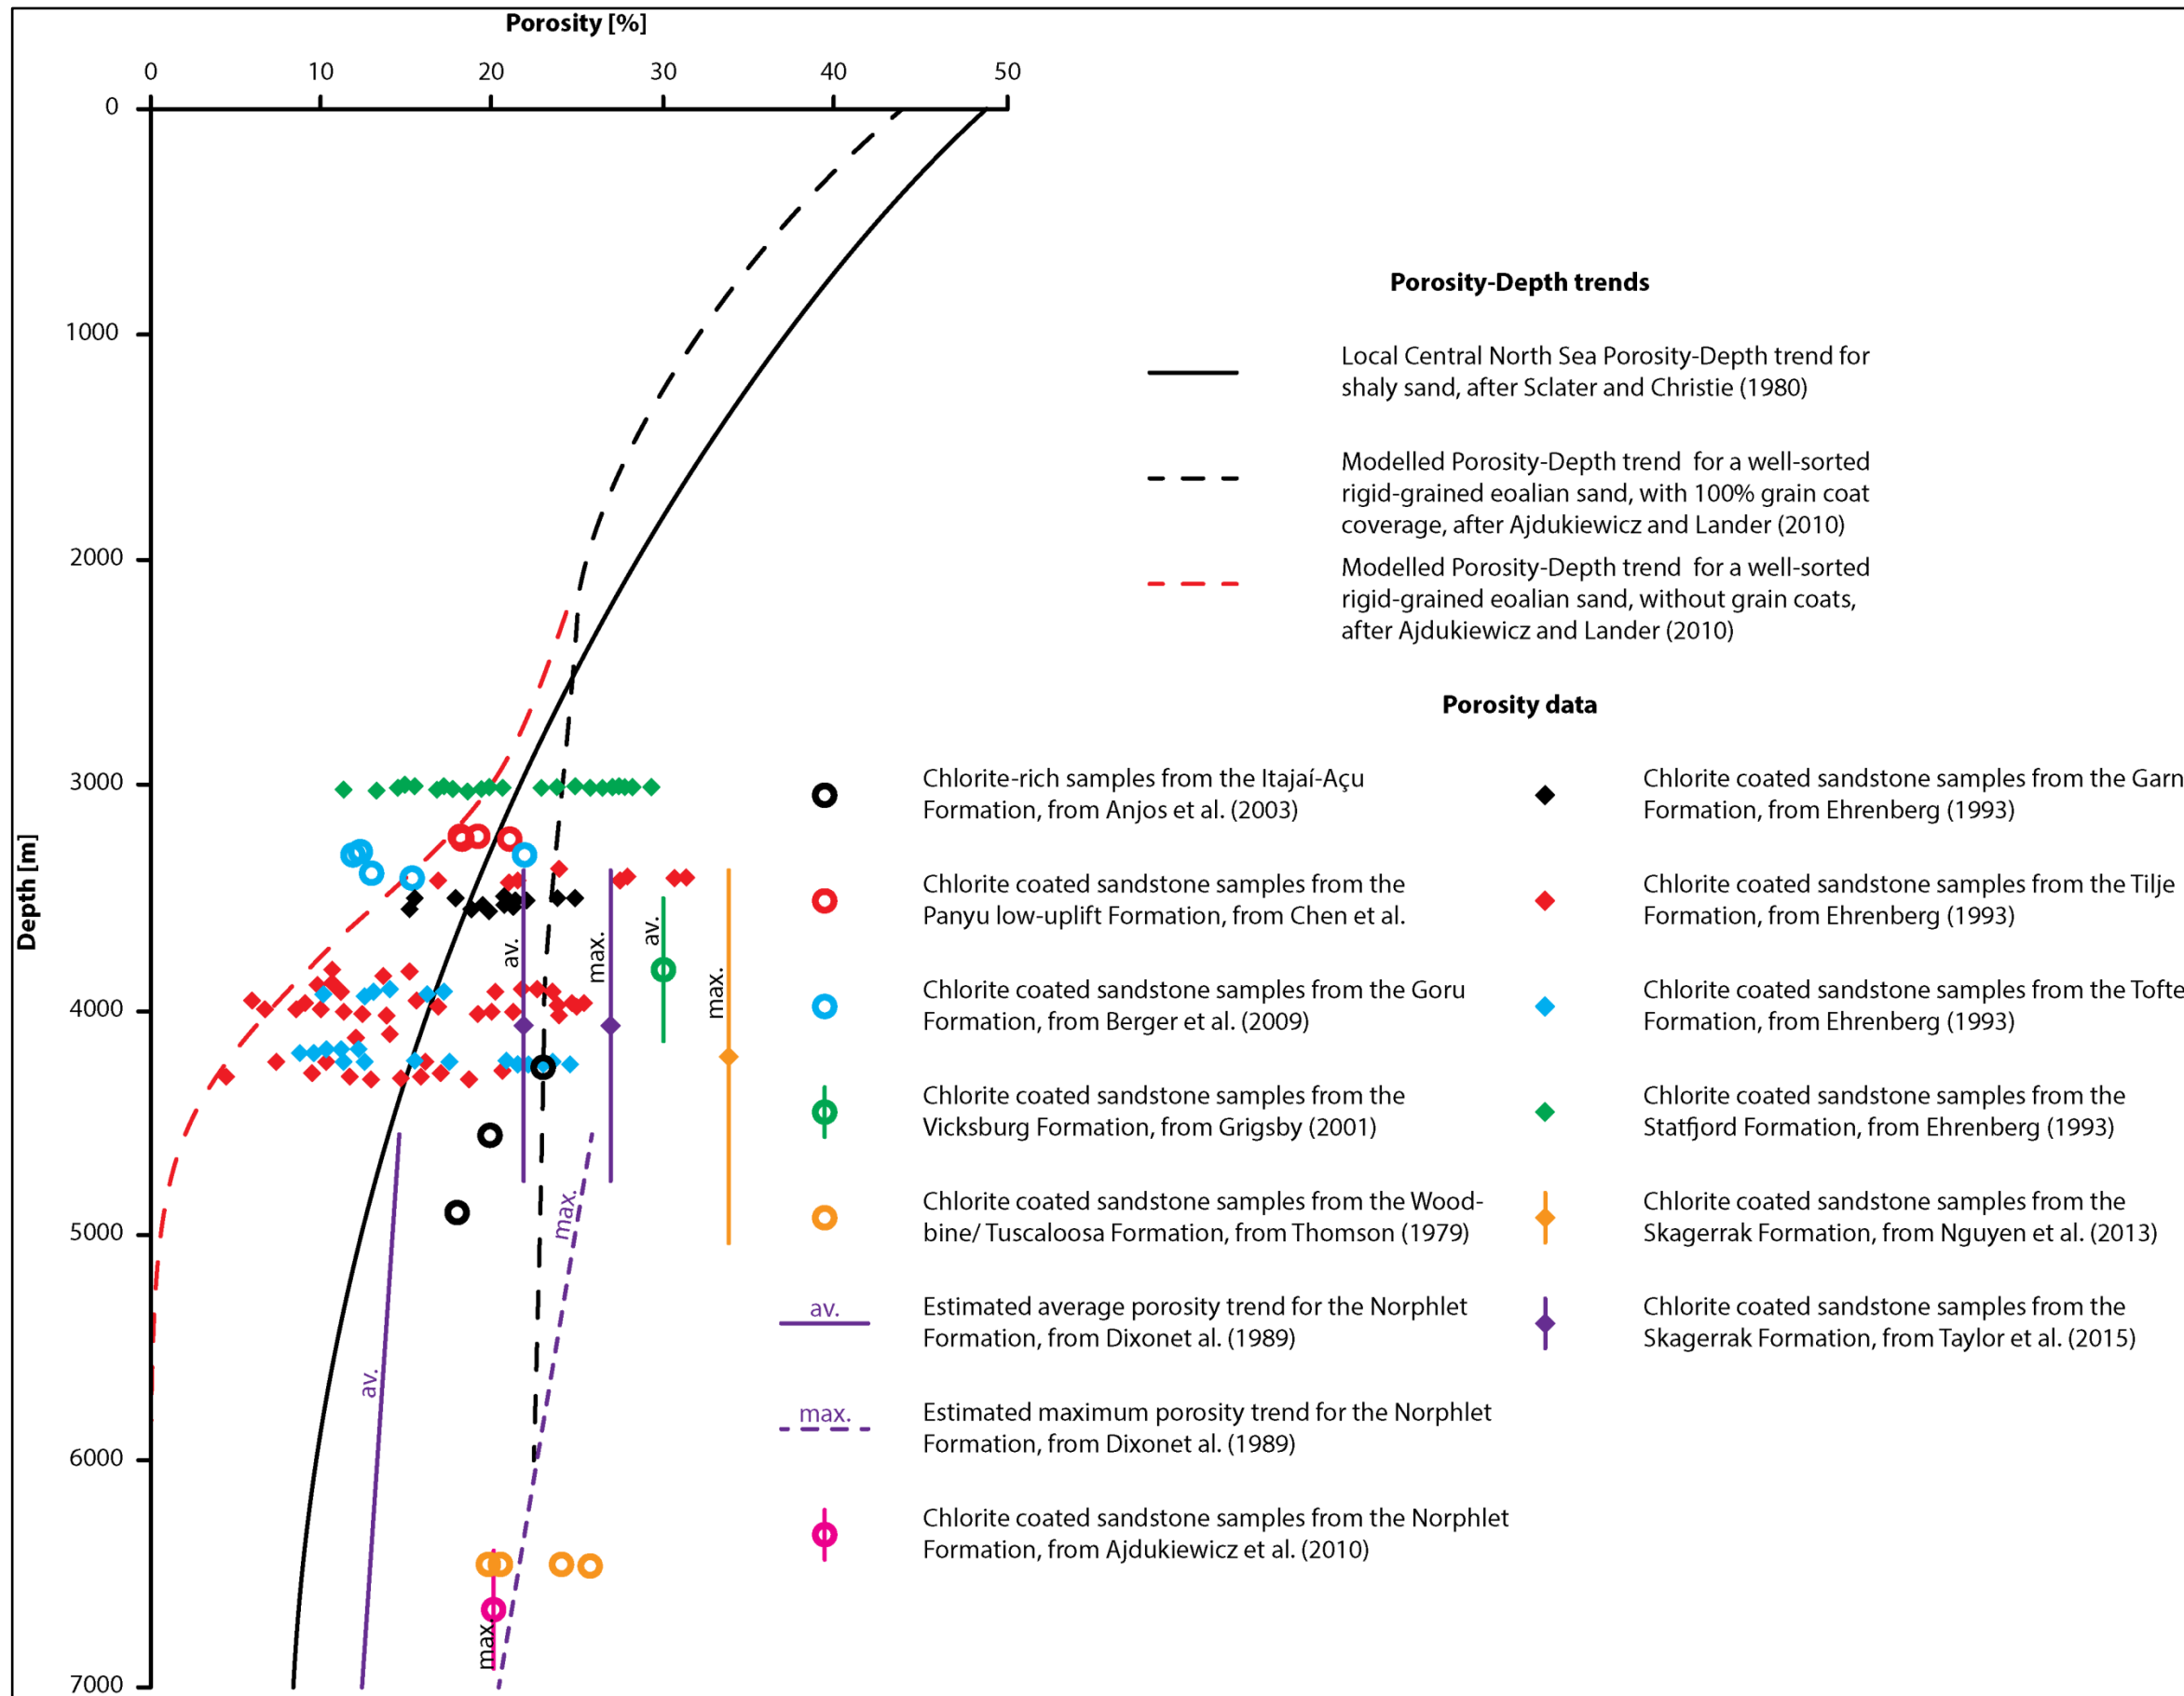 Porosity [%]
0 10 20 30 40 50
0
1000
2000
3000
4000
5000
6000
7000
Depth [m]
av.
max.
av.
max.
max.
av.
max.
Porosity-Depth trends
Local Central North Sea Porosity-Depth trend for
shaly sand, after Sclater and Christie (1980)
Modelled Porosity-Depth trend for a well-sorted
rigid-grained eoalian sand, with 100% grain coat
coverage, after Ajdukiewicz and Lander (2010)
Modelled Porosity-Depth trend for a well-sorted
rigid-grained eoalian sand, without grain coats,
after Ajdukiewicz and Lander (2010)
Porosity data
Chlorite-rich samples from the Itajaí-Açu
Formation, from Anjos et al. (2003)
Chlorite coated sandstone samples from the
Panyu low-uplift Formation, from Chen et al.
Chlorite coated sandstone samples from the Goru
Formation, from Berger et al. (2009)
Chlorite coated sandstone samples from the
Vicksburg Formation, from Grigsby (2001)
Chlorite coated sandstone samples from the Wood-
bine/ Tuscaloosa Formation, from Thomson (1979)
av.
Estimated average porosity trend for the Norphlet
Formation, from Dixonet al. (1989)
max.
Estimated maximum porosity trend for the Norphlet
Formation, from Dixonet al. (1989)
Chlorite coated sandstone samples from the Norphlet
Formation, from Ajdukiewicz et al. (2010)
Chlorite coated sandstone samples from the Garn
Formation, from Ehrenberg (1993)
Chlorite coated sandstone samples from the Tilje
Formation, from Ehrenberg (1993)
Chlorite coated sandstone samples from the Tofte
Formation, from Ehrenberg (1993)
Chlorite coated sandstone samples from the
Statfjord Formation, from Ehrenberg (1993)
Chlorite coated sandstone samples from the
Skagerrak Formation, from Nguyen et al. (2013)
Chlorite coated sandstone samples from the
Skagerrak Formation, from Taylor et al. (2015)